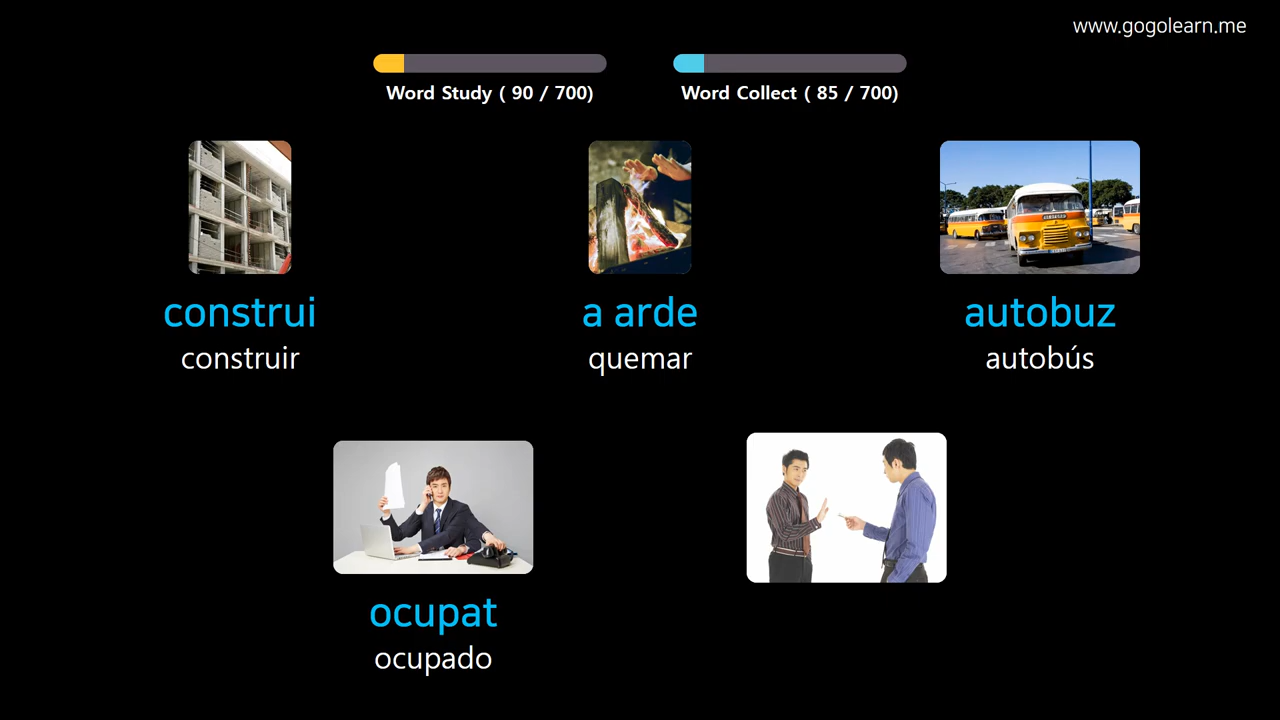 www.gogolearn.me
Word Study ( 90 / 700)
Word Collect ( 85 / 700)
construi
construir
a arde
quemar
autobuz
autobús
ocupat
ocupado